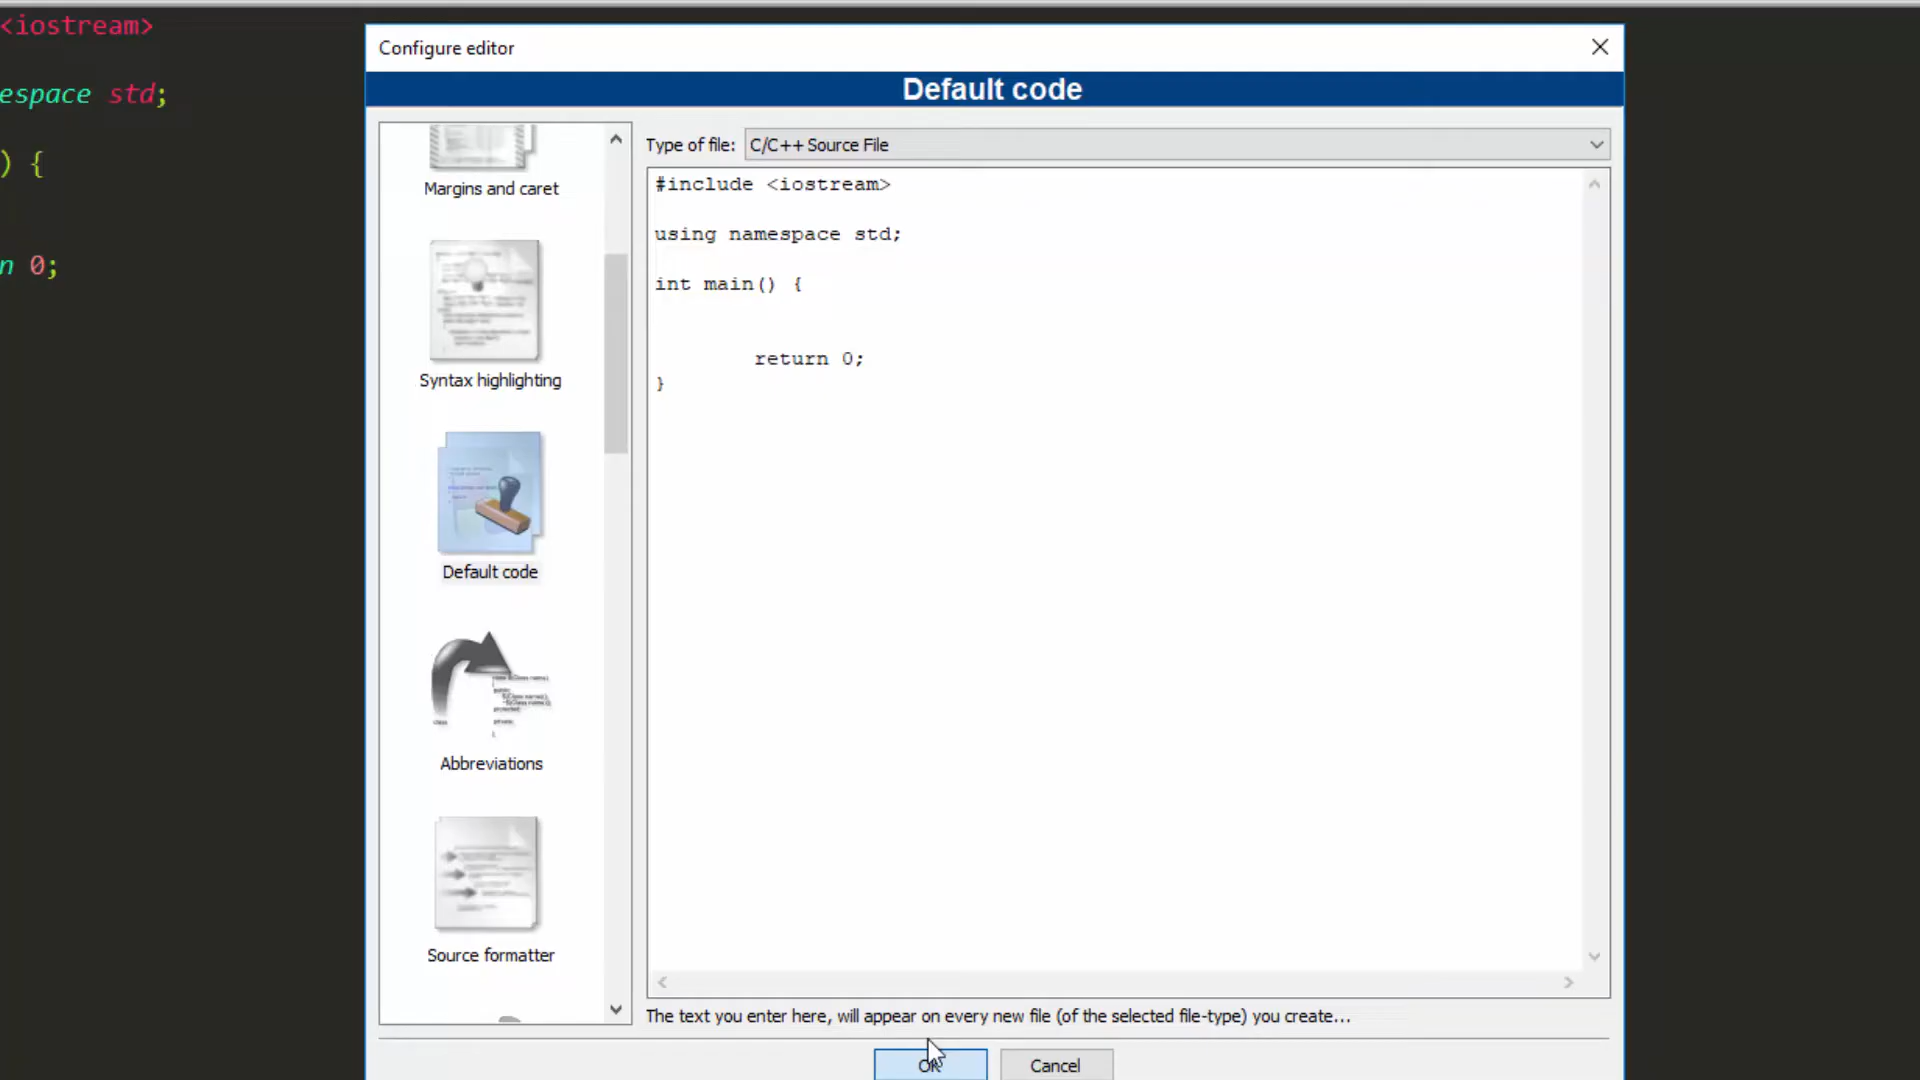 <iostream>
espace std;
) {
n 0;
Configure editor
Default code
Margins and caret
Syntax highlighting
Default code
Abbreviations
Source formatter
Type of file: C/C++ Source File
#include <iostream>
using namespace std;
int main() {
return 0;
}
The text you enter here, will appear on every new file (of the selected file-type) you create...
OK Cancel